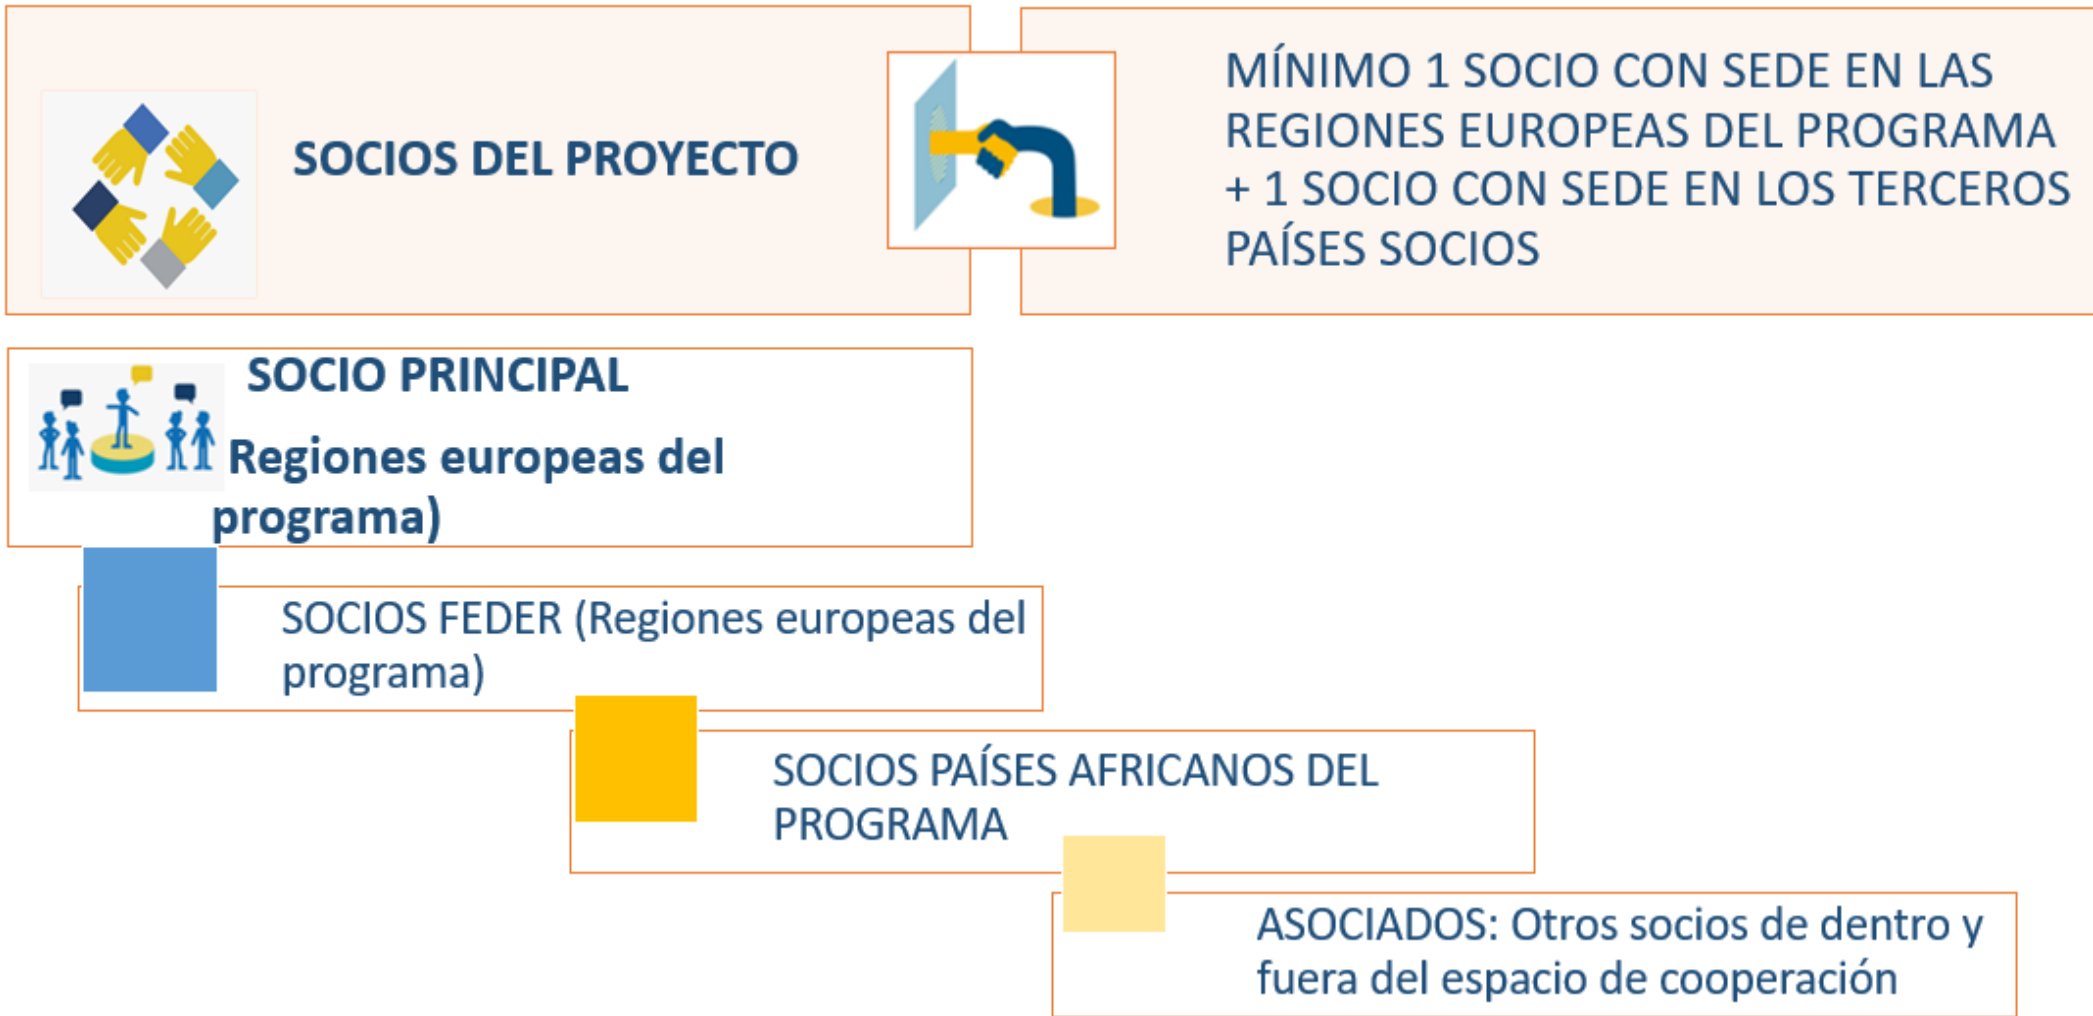 SOCIOS DEL PROYECTO
MÍNIMO 1 SOCIO CON SEDE EN LAS
REGIONES EUROPEAS DEL PROGRAMA
+ 1 SOCIO CON SEDE EN LOS TERCEROS
PAÍSES SOCIOS
SOCIO PRINCIPAL
Regiones europeas del
programa)
SOCIOS FEDER (Regiones europeas del
programa)
SOCIOS PAÍSES AFRICANOS DEL
PROGRAMA
ASOCIADOS: Otros socios de dentro y
fuera del espacio de cooperación